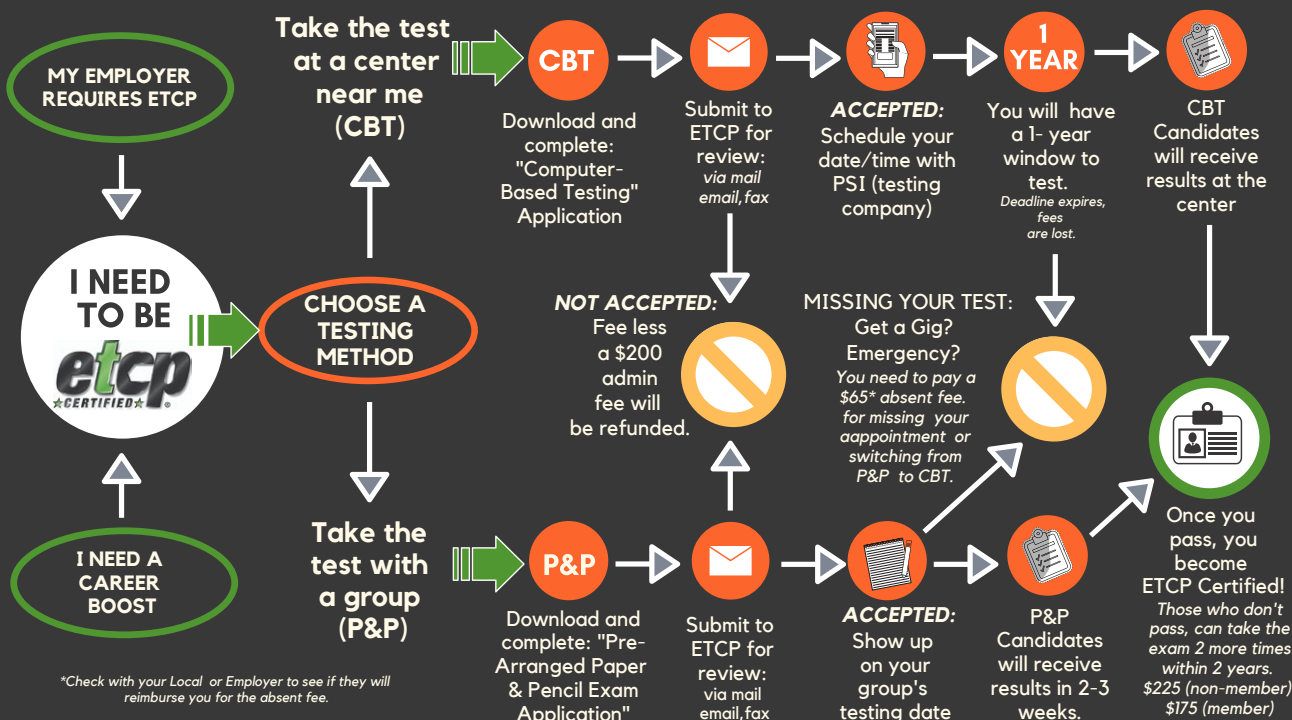 MY EMPLOYER
REQUIRES ETCP
I NEED
TO BE
etcp
CERTIFIED
I NEED A
CAREER
BOOST
*Check with your Local or Employer to see if they will
reimburse you for the absent fee.
CHOOSE A
TESTING
METHOD
Take the test
at a center
near me
(CBT)
CBT
Download and
complete:
"Computer-
Based Testing"
Application
Submit to
ETCP for
review:
via mail
email, fax
ACCEPTED:
Schedule your
date/time with
PSI (testing
company)
1
YEAR
You will have
a 1- year
window to
test.
Deadline expires,
fees
are lost.
CBT
Candidates
will receive
results at the
center
NOT ACCEPTED:
Fee less
a $200
admin
fee will
be refunded.
MISSING YOUR TEST:
Get a Gig?
Emergency?
You need to pay a
$65* absent fee.
for missing your
aappointment or
switching from
P&P to CBT.
Take the
test with
a group
(P&P)
P&P
Download and
complete: "Pre-
Arranged Paper
& Pencil Exam
Application"
Submit to
ETCP for
review:
via mail
email, fax
ACCEPTED:
Show up
on your
group's
testing date
P&P
Candidates
will receive
results in 2-3
weeks.
Once you
pass, you
become
ETCP Certified!
Those who don't
pass, can take the
exam 2 more times
within 2 years.
$225 (non-member)
$175 (member)